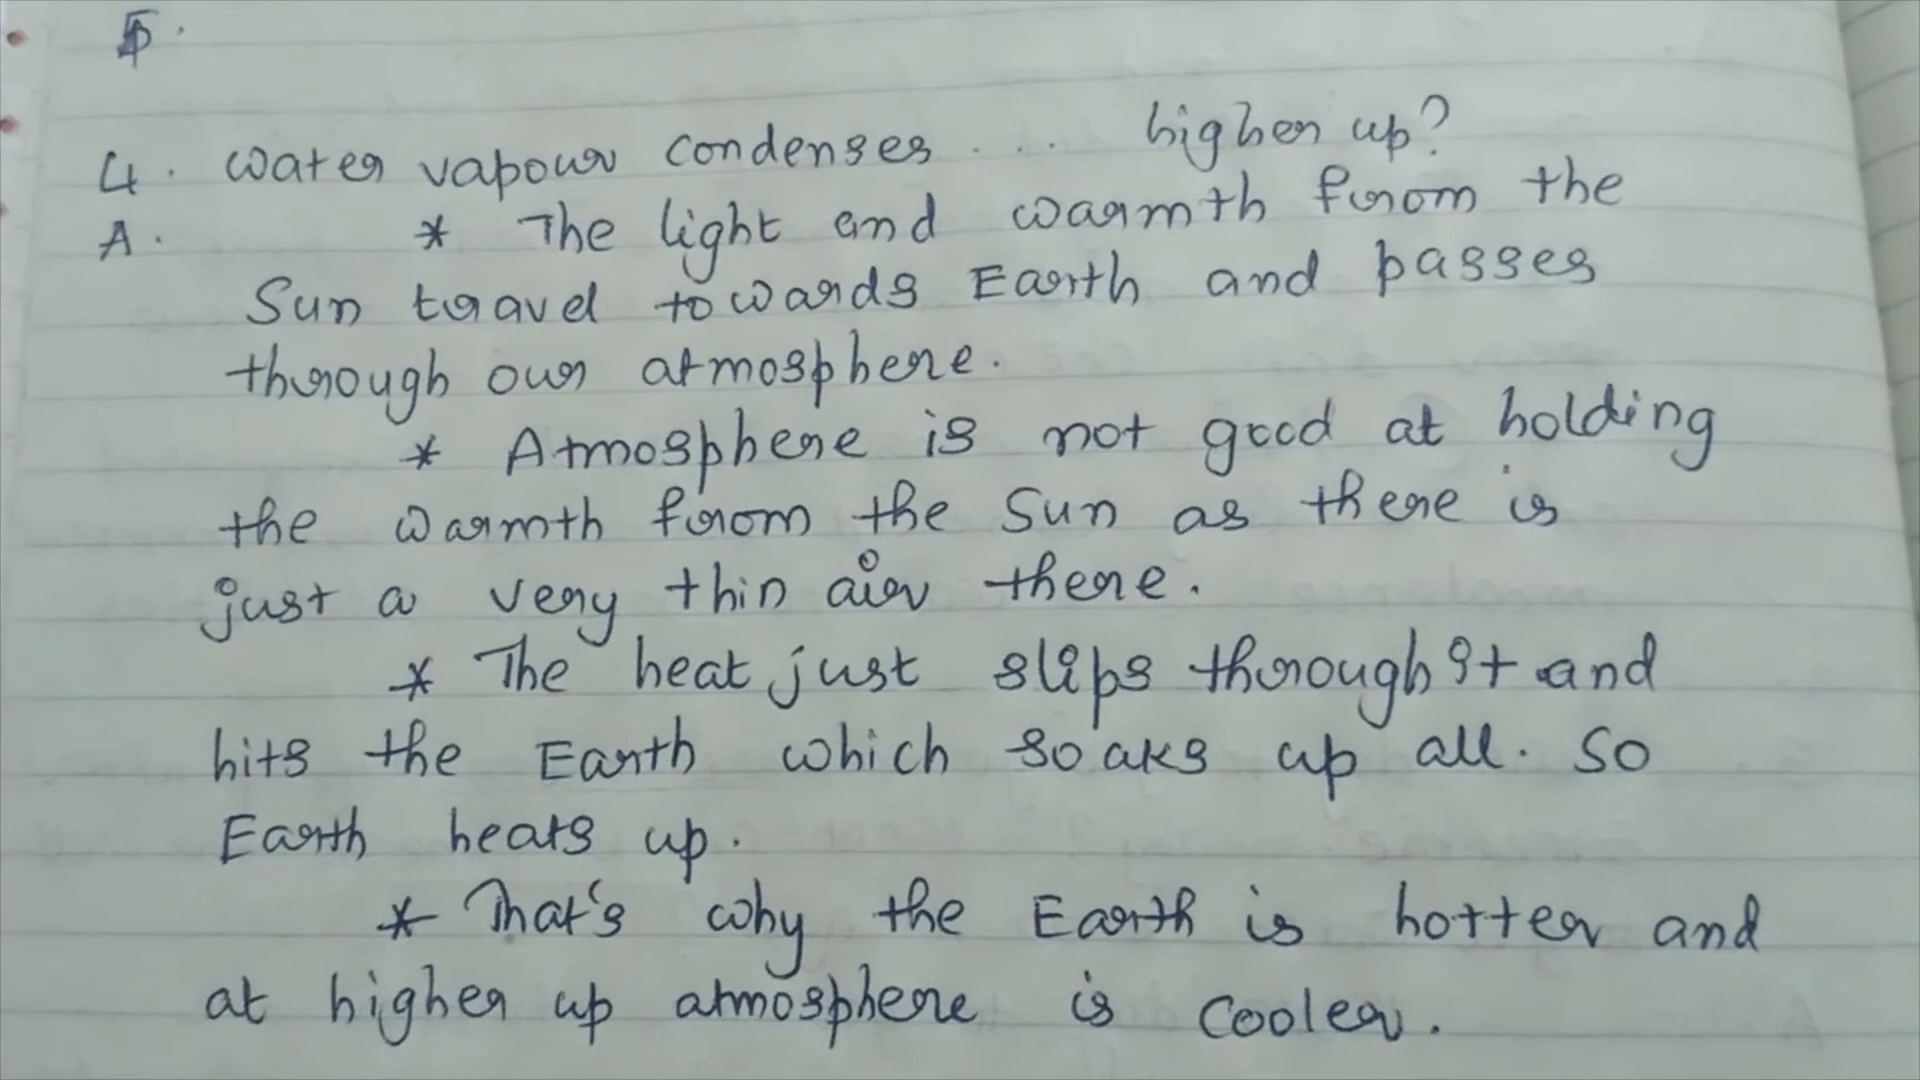 4. Water vapour condenses .... higher up?
A. * The light and warmth from the
Sun travel towards Earth and passes
through our atmosphere.
* Atmosphere is not good at holding
the warmth from the Sun as there is
just a very thin air there.
* The heat just slips through it and
hits the Earth which soaks up all. So
Earth heats up.
* That's why the Earth is hotter and
at higher up atmosphere is cooler.